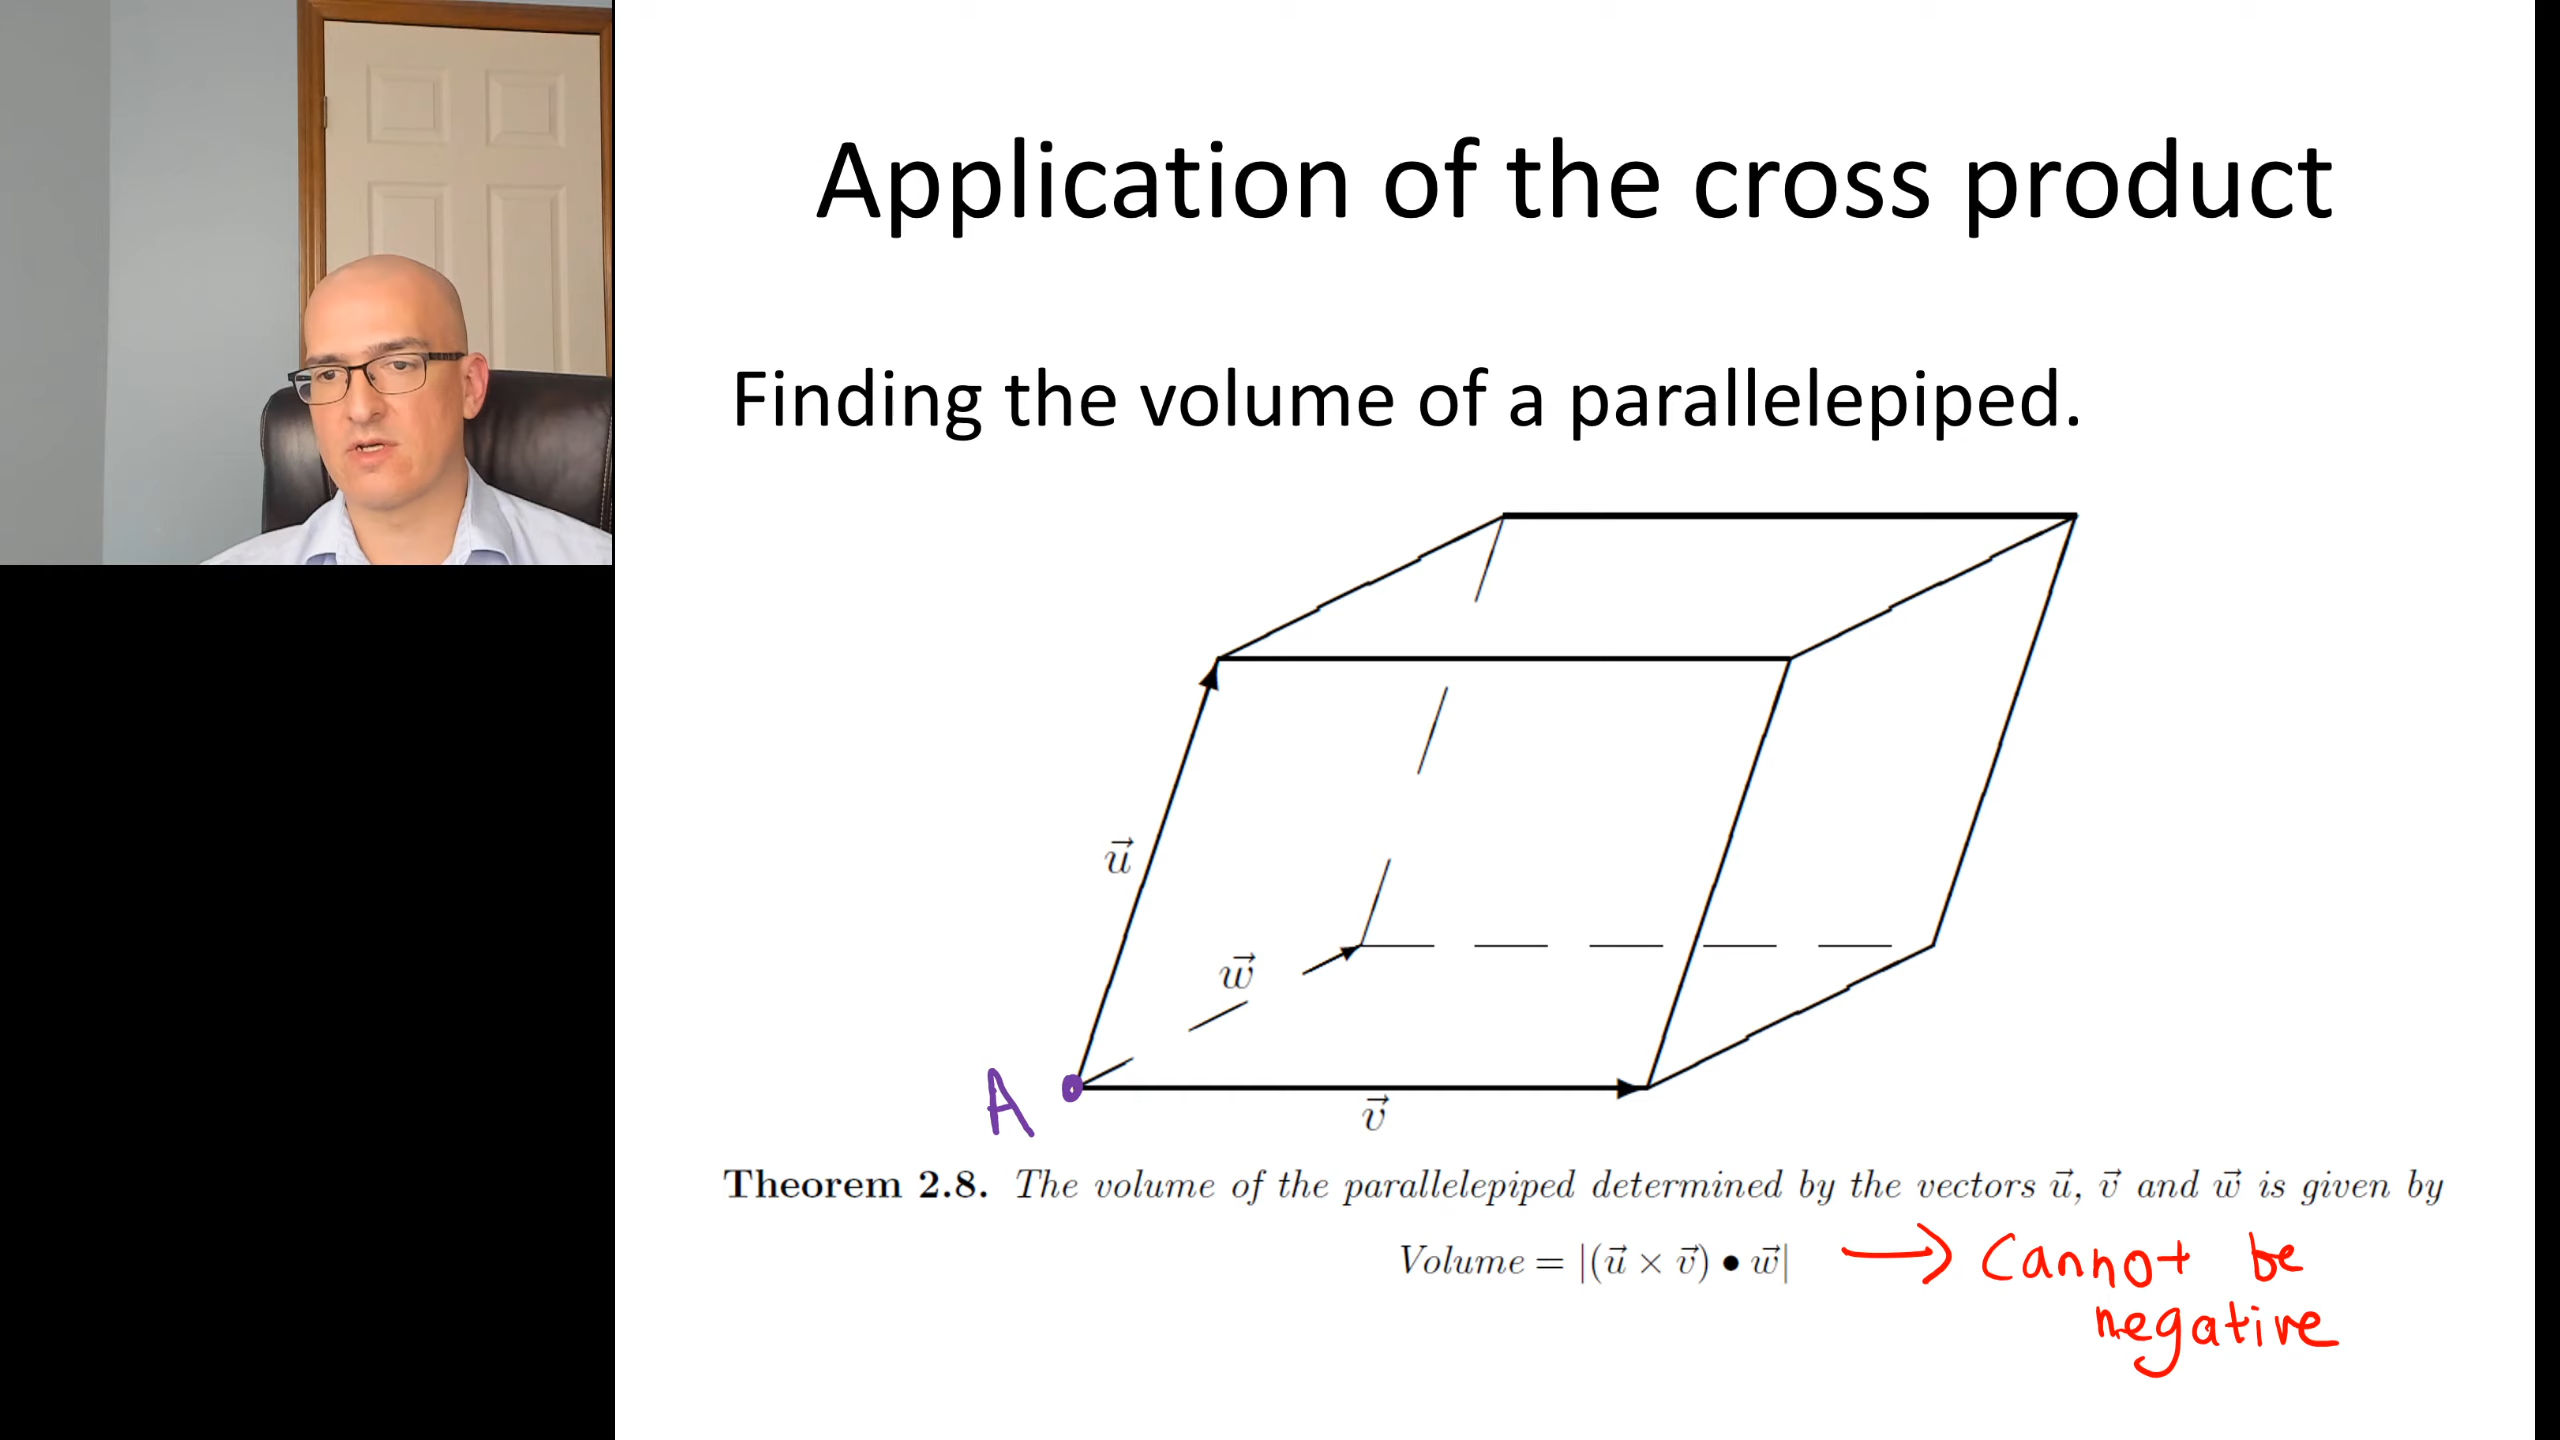 Application of the cross product
Finding the volume of a parallelepiped.
u⃗
w⃗
A
v⃗
Theorem 2.8. The volume of the parallelepiped determined by the vectors u⃗, v⃗ and w⃗ is given by
Volume = |(u⃗ × v⃗) • w⃗| → Cannot be
negative